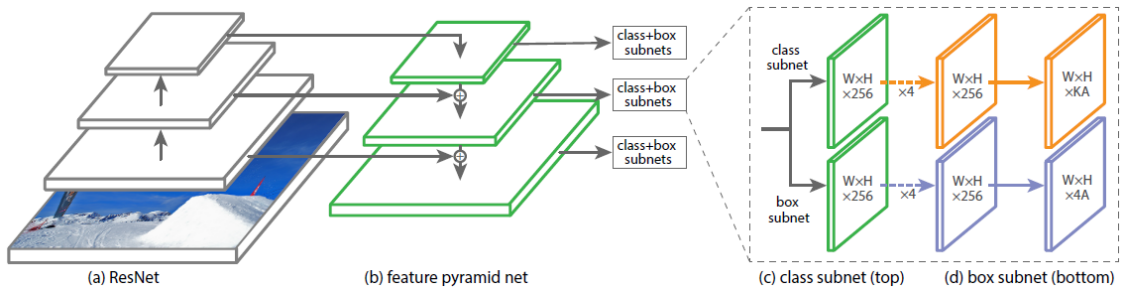 class+box
subnets
class+box
subnets
class+box
subnets
class
subnet
W×H
×256
×4
W×H
×256
W×H
×KA
box
subnet
W×H
×256
×4
W×H
×256
W×H
×4A
(a) ResNet
(b) feature pyramid net
(c) class subnet (top)
(d) box subnet (bottom)